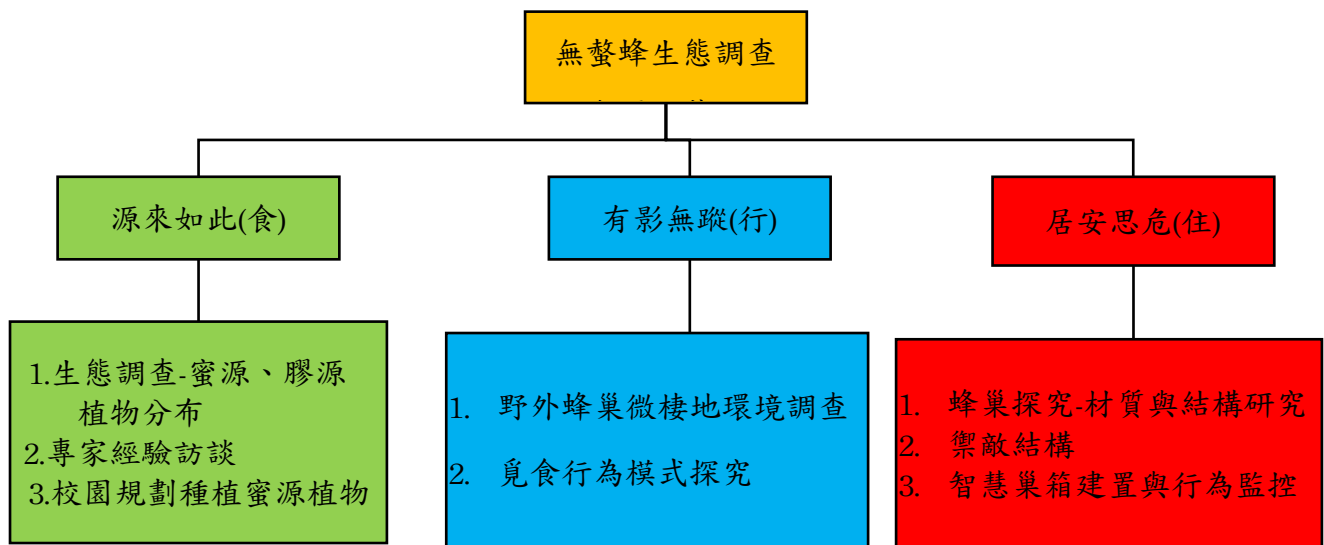 無螫蜂生態調查
源來如此(食)
有影無蹤(行)
居安思危(住)
1.生態調查-蜜源、膠源
植物分布
2.專家經驗訪談
3.校園規劃種植蜜源植物
1. 野外蜂巢微棲地環境調查
2. 覓食行為模式探究
1. 蜂巢探究-材質與結構研究
2. 禦敵結構
3. 智慧巢箱建置與行為監控